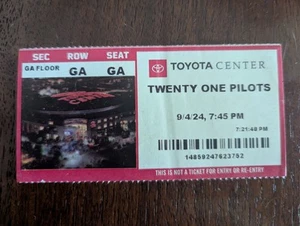 SEC ROW SEAT
GA FLOOR GA GA
TOYOTA CENTER
TWENTY ONE PILOTS
9/4/24, 7:45 PM
7:21:48 PM
14859247623762
THIS IS NOT A TICKET FOR ENTRY OR RE-ENTRY